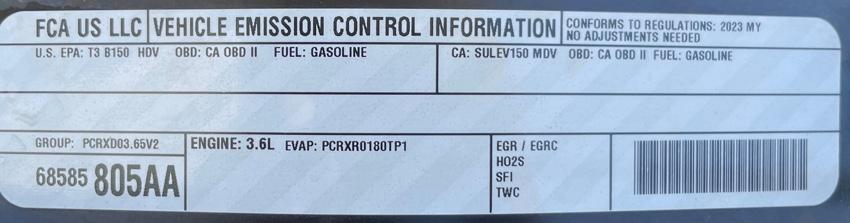 FCA US LLC VEHICLE EMISSION CONTROL INFORMATION
CONFORMS TO REGULATIONS: 2023 MY
NO ADJUSTMENTS NEEDED
U.S. EPA: T3 B150 HDV OBD: CA OBD II FUEL: GASOLINE
CA: SULEV150 MDV OBD: CA OBD II FUEL: GASOLINE
GROUP: PCRXD03.65V2
68585 805AA
ENGINE: 3.6L EVAP: PCRXR0180TP1
EGR / EGRC
HO2S
SFI
TWC